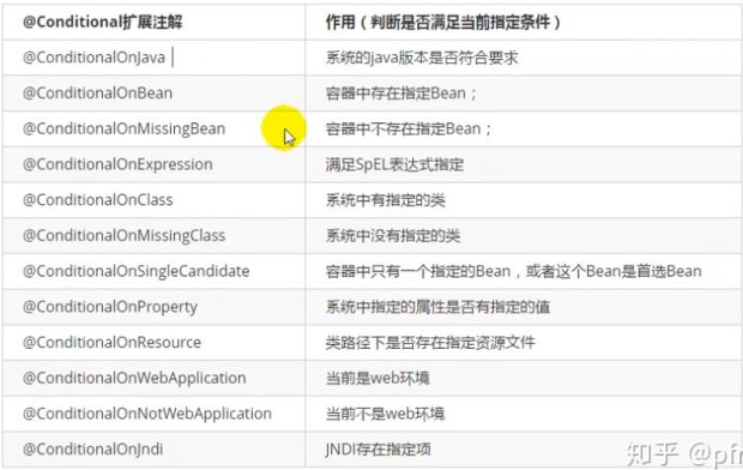 @Conditional扩展注解 作用（判断是否满足当前指定条件）
@ConditionalOnJava 系统的java版本是否符合要求
@ConditionalOnBean 容器中存在指定Bean；
@ConditionalOnMissingBean 容器中不存在指定Bean；
@ConditionalOnExpression 满足SpEL表达式指定
@ConditionalOnClass 系统中有指定的类
@ConditionalOnMissingClass 系统中没有指定的类
@ConditionalOnSingleCandidate 容器中只有一个指定的Bean，或者这个Bean是首选Bean
@ConditionalOnProperty 系统中指定的属性是否有指定的值
@ConditionalOnResource 类路径下是否存在指定资源文件
@ConditionalOnWebApplication 当前是web环境
@ConditionalOnNotWebApplication 当前不是web环境
@ConditionalOnJndi JNDI存在指定项
知乎 @pfr